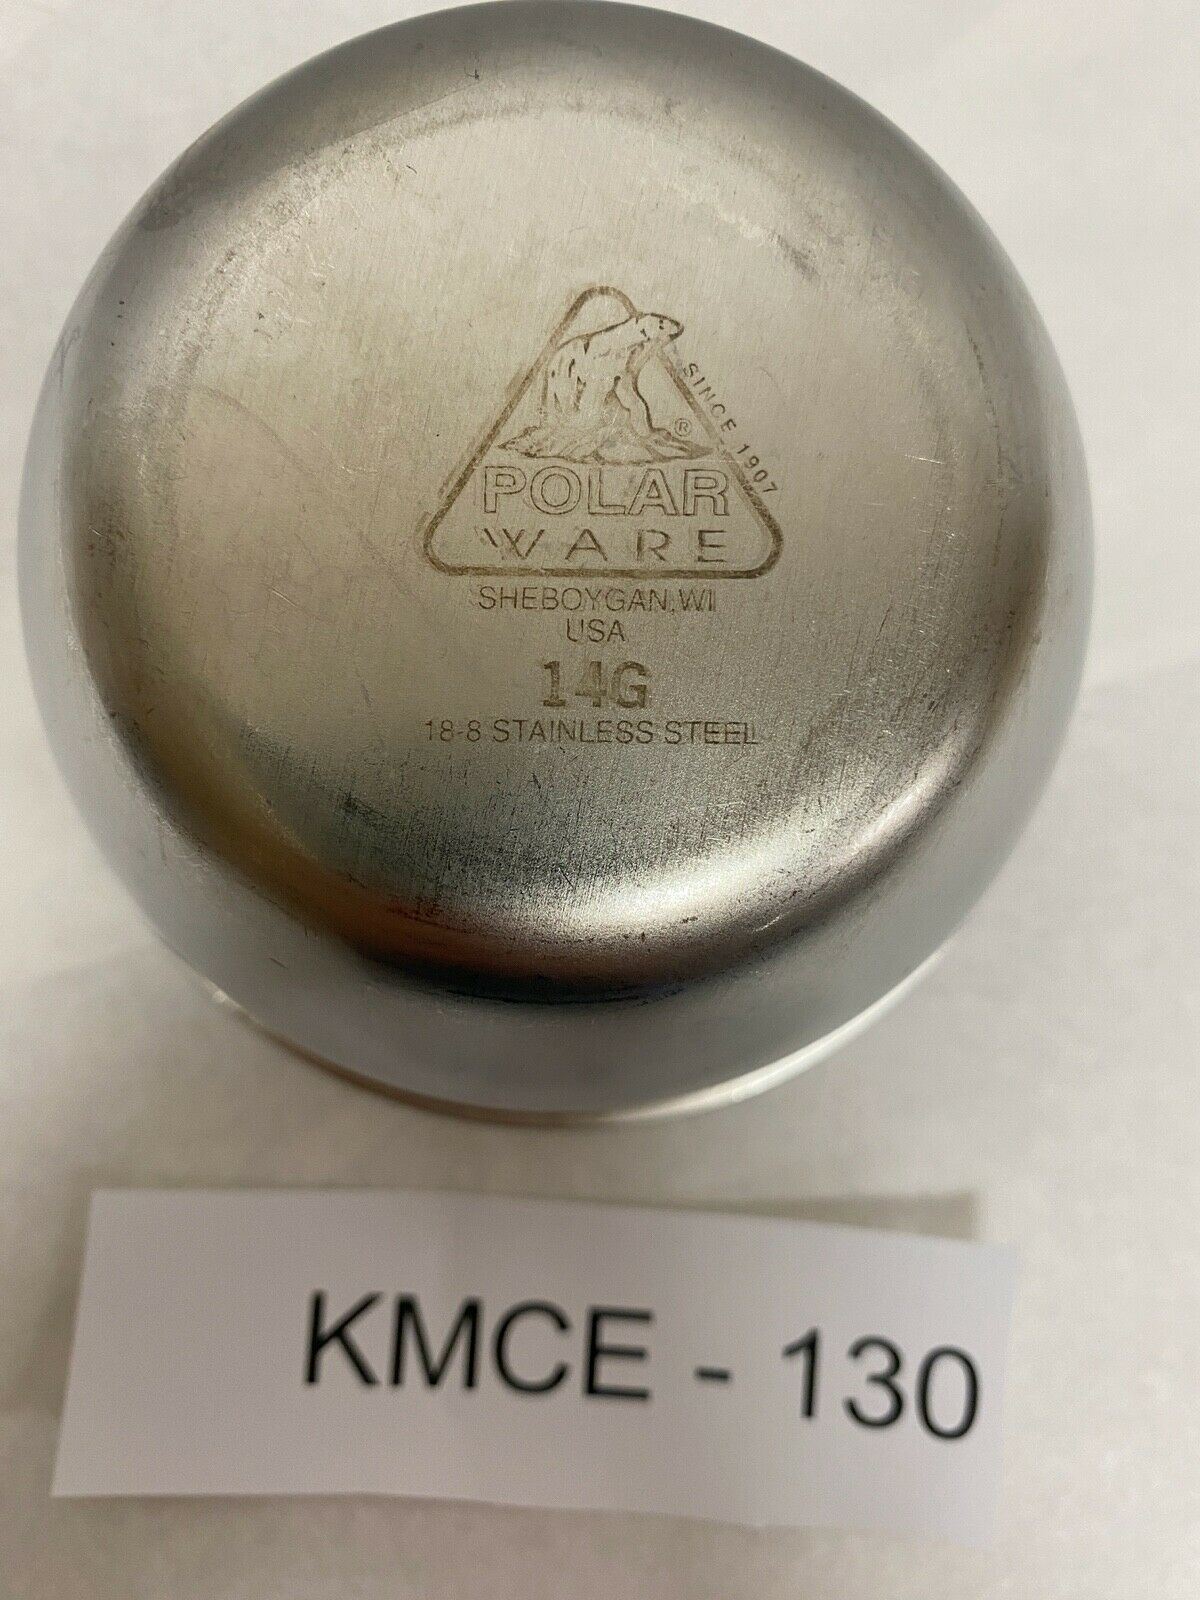 SINCE 1907
®
POLAR
WARE
SHEBOYGAN, WI
USA
14G
18-8 STAINLESS STEEL
KMCE - 130